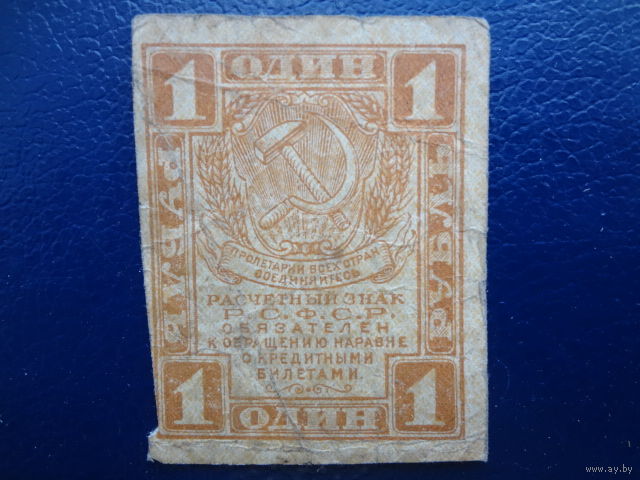 1 ОДИН 1
РУБЛЬ
РУБЛЬ
ПРОЛЕТАРИИ ВСЕХ СТРАН
СОЕДИНЯЙТЕСЬ
РАСЧЕТНЫЙ ЗНАК
Р.С.Ф.С.Р.
ОБЯЗАТЕЛЕН
К ОБРАЩЕНИЮ НАРАВНЕ
С КРЕДИТНЫМИ
БИЛЕТАМИ.
1 ОДИН 1
www.ay.by